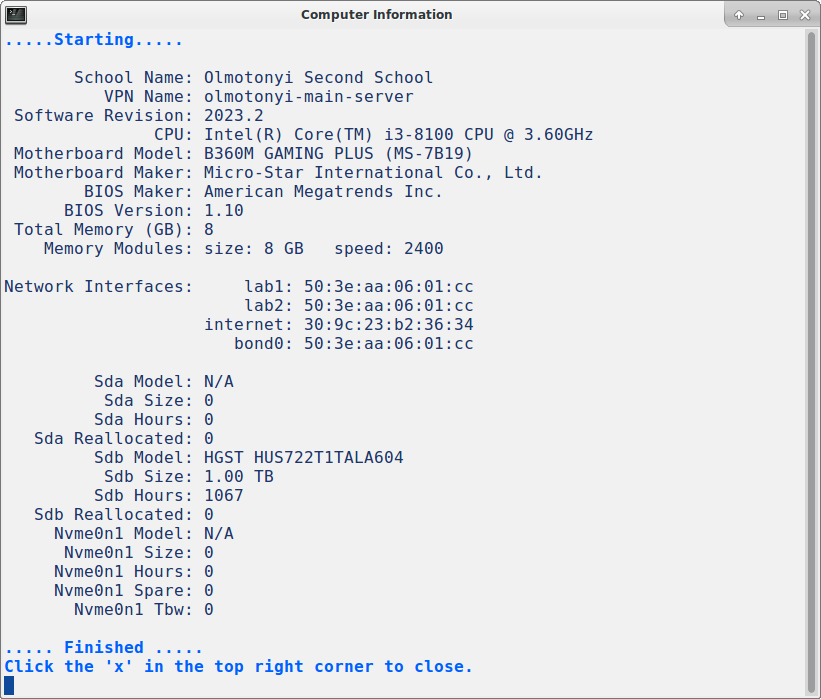 Computer Information
.....Starting.....
School Name: Olmotonyi Second School
VPN Name: olmotonyi-main-server
Software Revision: 2023.2
CPU: Intel(R) Core(TM) i3-8100 CPU @ 3.60GHz
Motherboard Model: B360M GAMING PLUS (MS-7B19)
Motherboard Maker: Micro-Star International Co., Ltd.
BIOS Maker: American Megatrends Inc.
BIOS Version: 1.10
Total Memory (GB): 8
Memory Modules: size: 8 GB   speed: 2400
Network Interfaces:     lab1: 50:3e:aa:06:01:cc
lab2: 50:3e:aa:06:01:cc
internet: 30:9c:23:b2:36:34
bond0: 50:3e:aa:06:01:cc
Sda Model: N/A
Sda Size: 0
Sda Hours: 0
Sda Reallocated: 0
Sdb Model: HGST HUS722T1TALA604
Sdb Size: 1.00 TB
Sdb Hours: 1067
Sdb Reallocated: 0
Nvme0n1 Model: N/A
Nvme0n1 Size: 0
Nvme0n1 Hours: 0
Nvme0n1 Spare: 0
Nvme0n1 Tbw: 0
..... Finished .....
Click the 'x' in the top right corner to close.